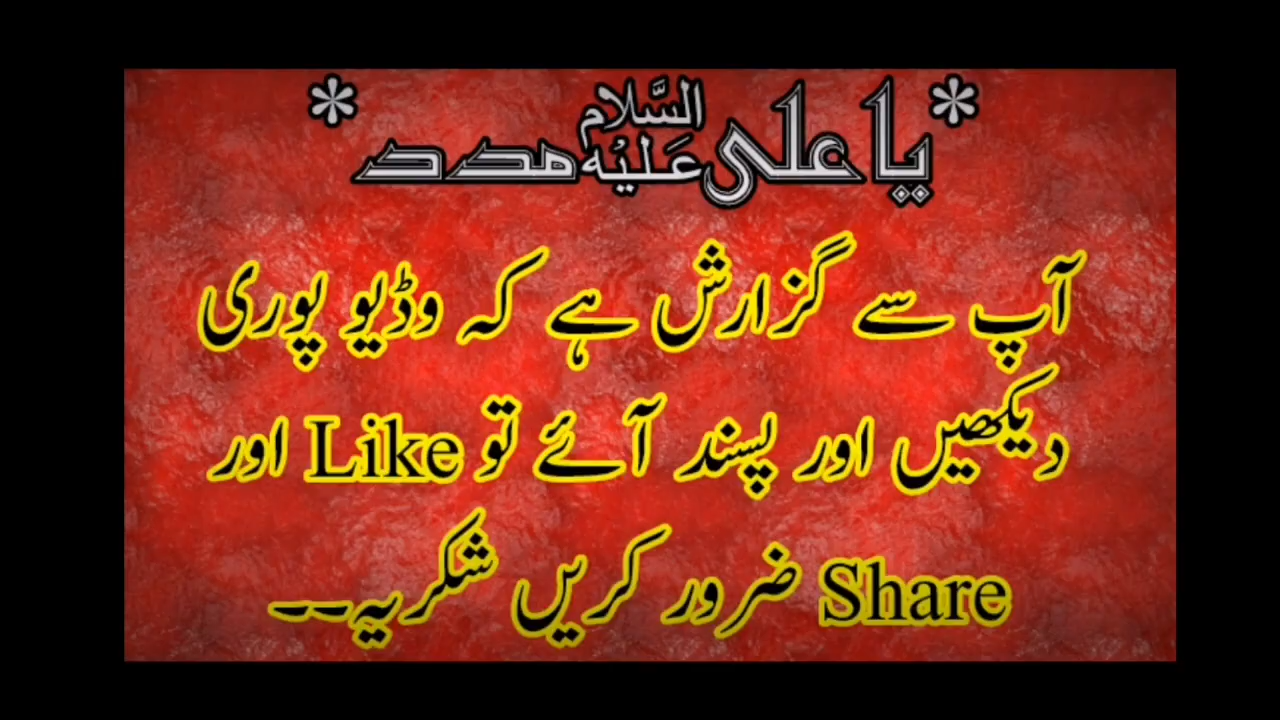 *یا علی علیہ السلام مدد*
آپ سے گزارش ہے کہ وڈیو پوری
دیکھیں اور پسند آئے تو Like اور
Share ضرور کریں شکریہ۔۔